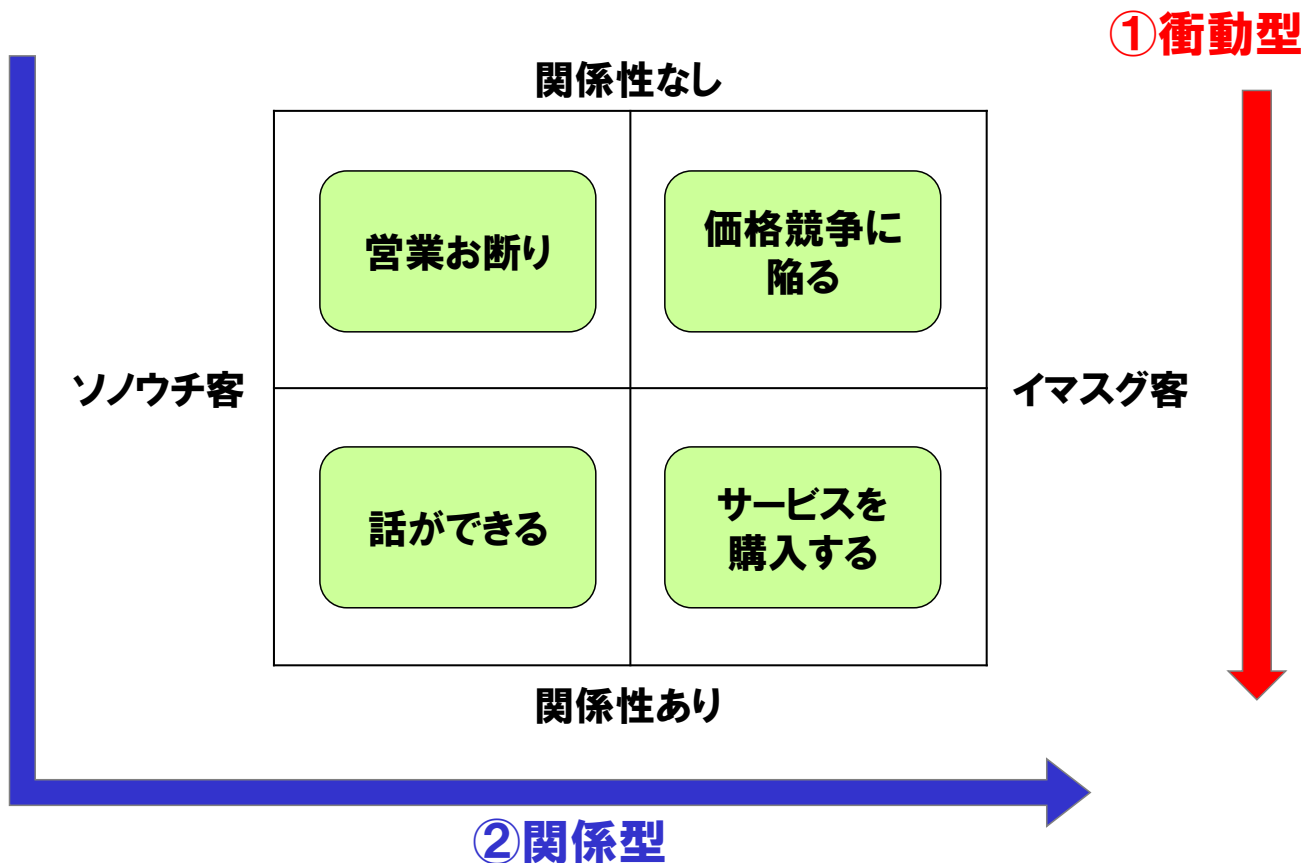 ①衝動型
関係性なし
営業お断り
価格競争に
陥る
ソノウチ客
イマスグ客
話ができる
サービスを
購入する
関係性あり
②関係型